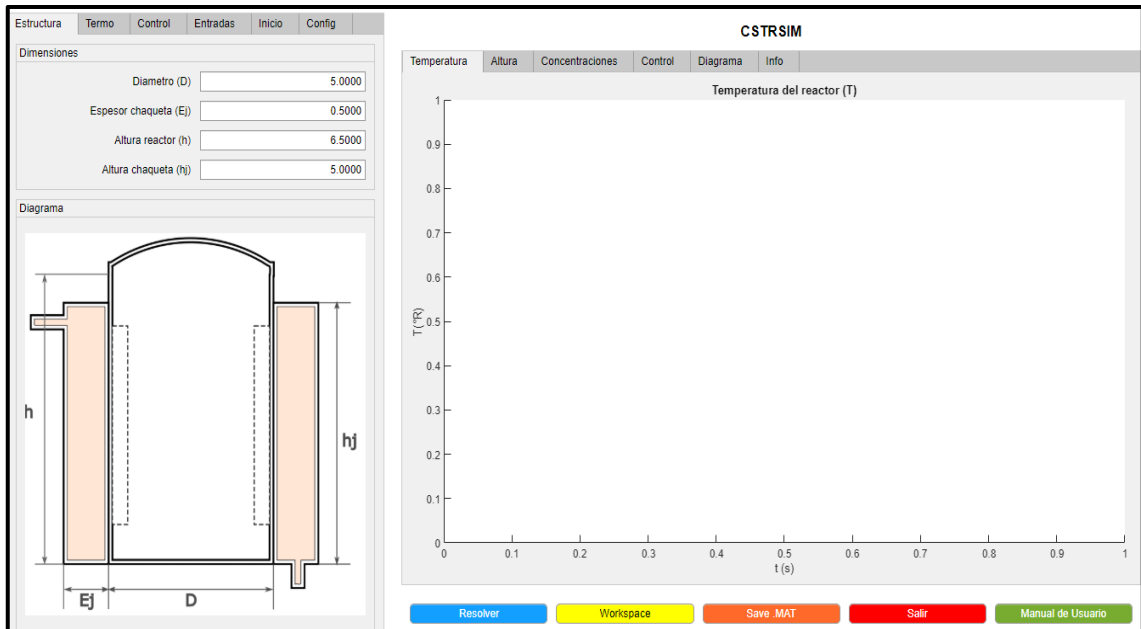 Estructura Termo Control Entradas Inicio Config
Dimensiones
Diametro (D) 5.0000
Espesor chaqueta (Ej) 0.5000
Altura reactor (h) 6.5000
Altura chaqueta (hj) 5.0000
Diagrama
h
hj
Ej
D
CSTRSIM
Temperatura Altura Concentraciones Control Diagrama Info
Temperatura del reactor (T)
1
0.9
0.8
0.7
0.6
0.5
0.4
0.3
0.2
0.1
0
T(°R)
0 0.1 0.2 0.3 0.4 0.5 0.6 0.7 0.8 0.9 1
t (s)
Resolver Workspace Save .MAT Salir Manual de Usuario